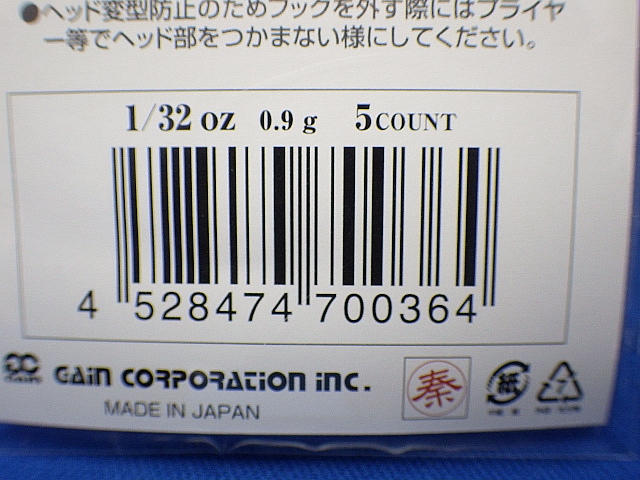 ●ヘッド変型防止のためフックを外す際にはプライヤ
ー等でヘッド部をつかまない様にしてください。
1/32 oz 0.9 g 5COUNT
4 528474 700364
GAIN CORPORATION INC.
MADE IN JAPAN
秦
紙
7